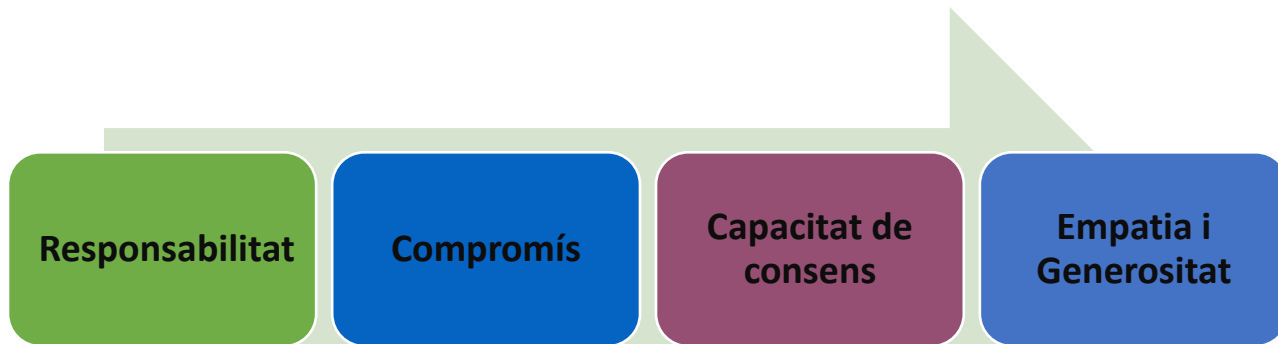 Responsabilitat
Compromís
Capacitat de
consens
Empatia i
Generositat